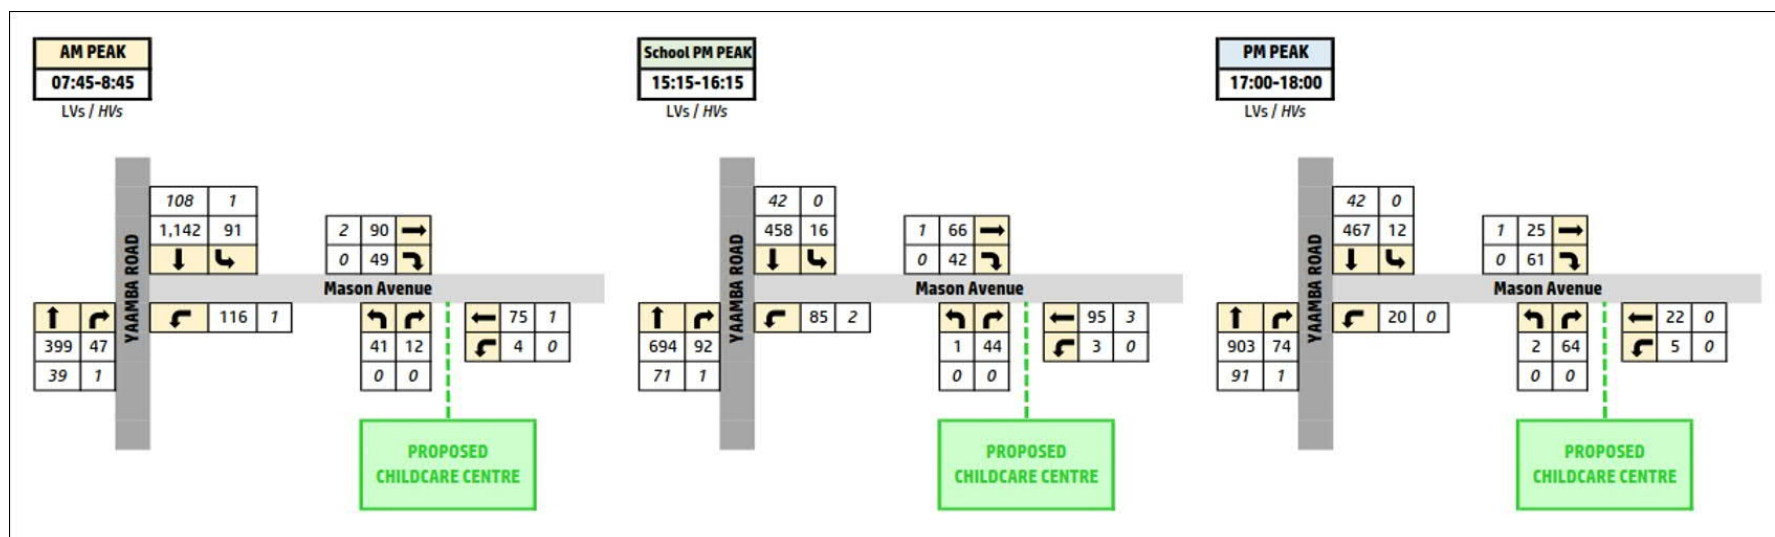 AM PEAK
07:45-8:45
LVs / HVs
108 1
1,142 91
YAAMBA ROAD
2 90
0 49
Mason Avenue
116 1
399 47
39 1
41 12
0 0
75 1
4 0
PROPOSED
CHILDCARE CENTRE
School PM PEAK
15:15-16:15
LVs / HVs
42 0
458 16
YAAMBA ROAD
1 66
0 42
Mason Avenue
85 2
694 92
71 1
1 44
0 0
95 3
3 0
PROPOSED
CHILDCARE CENTRE
PM PEAK
17:00-18:00
LVs / HVs
42 0
467 12
YAAMBA ROAD
1 25
0 61
Mason Avenue
20 0
903 74
91 1
2 64
0 0
22 0
5 0
PROPOSED
CHILDCARE CENTRE